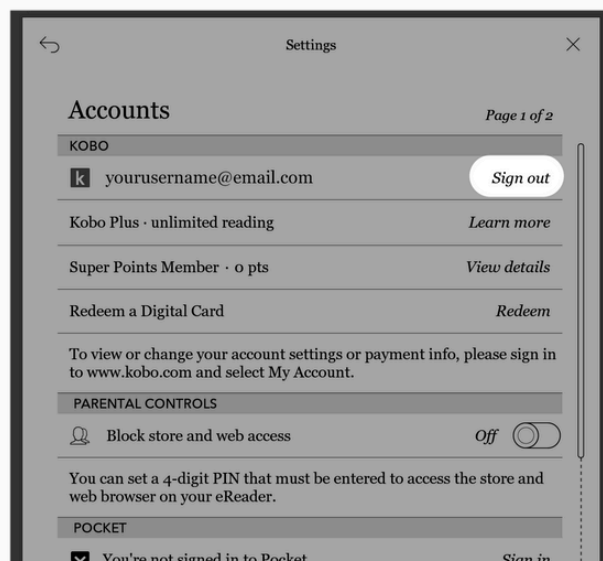 Settings
Accounts
Page 1 of 2
KOBO
k yourusername@email.com Sign out
Kobo Plus · unlimited reading Learn more
Super Points Member · 0 pts View details
Redeem a Digital Card Redeem
To view or change your account settings or payment info, please sign in
to www.kobo.com and select My Account.
PARENTAL CONTROLS
Block store and web access Off
You can set a 4-digit PIN that must be entered to access the store and
web browser on your eReader.
POCKET
You're not signed in to Pocket Sign in